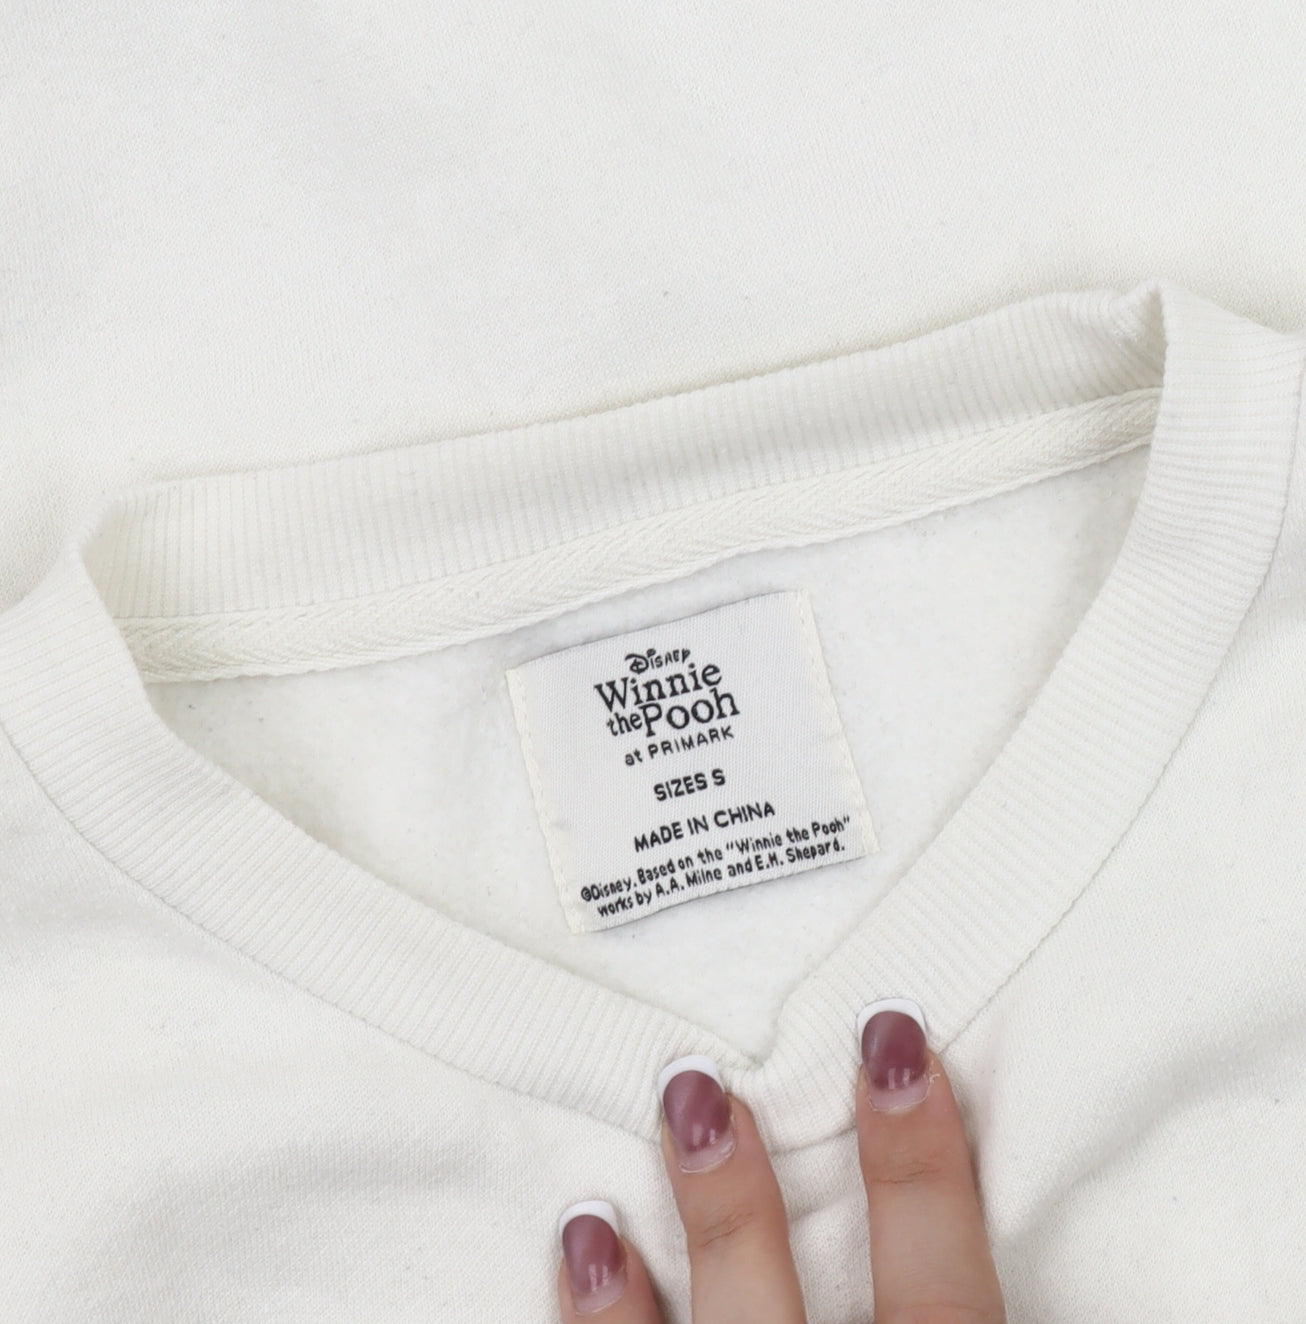 Disney
Winnie
the Pooh
at PRIMARK
SIZES S
MADE IN CHINA
©Disney. Based on the "Winnie the Pooh"
works by A.A. Milne and E.H. Shepard.